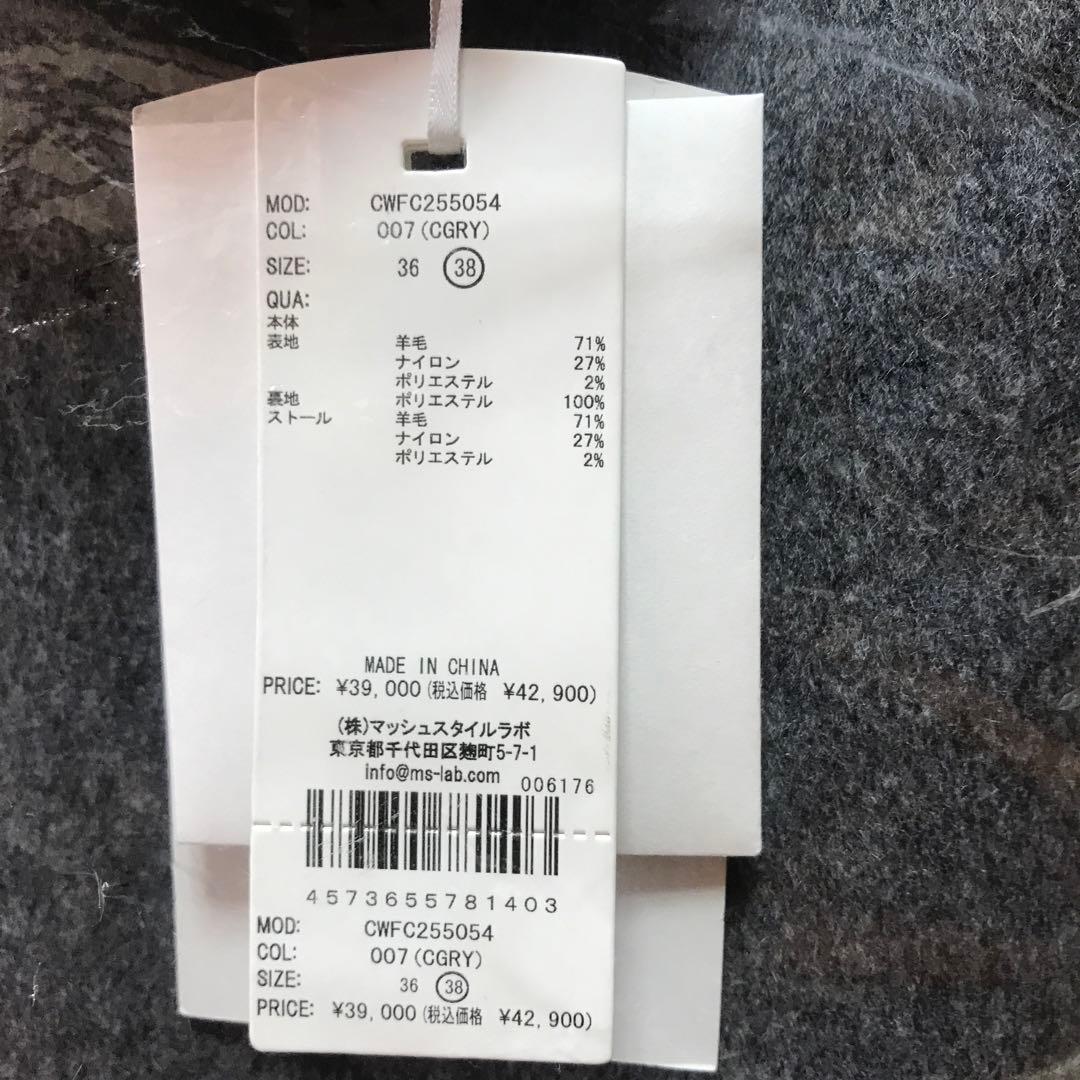 MOD: CWFC255054
COL: 007(CGRY)
SIZE: 36 38
QUA:
本体
表地 羊毛 71%
ナイロン 27%
ポリエステル 2%
裏地 ポリエステル 100%
ストール 羊毛 71%
ナイロン 27%
ポリエステル 2%
MADE IN CHINA
PRICE: ¥39,000(税込価格 ¥42,900)
(株)マッシュスタイルラボ
東京都千代田区麹町5-7-1
info@ms-lab.com
006176
4573655781403
MOD: CWFC255054
COL: 007(CGRY)
SIZE: 36 38
PRICE: ¥39,000(税込価格 ¥42,900)